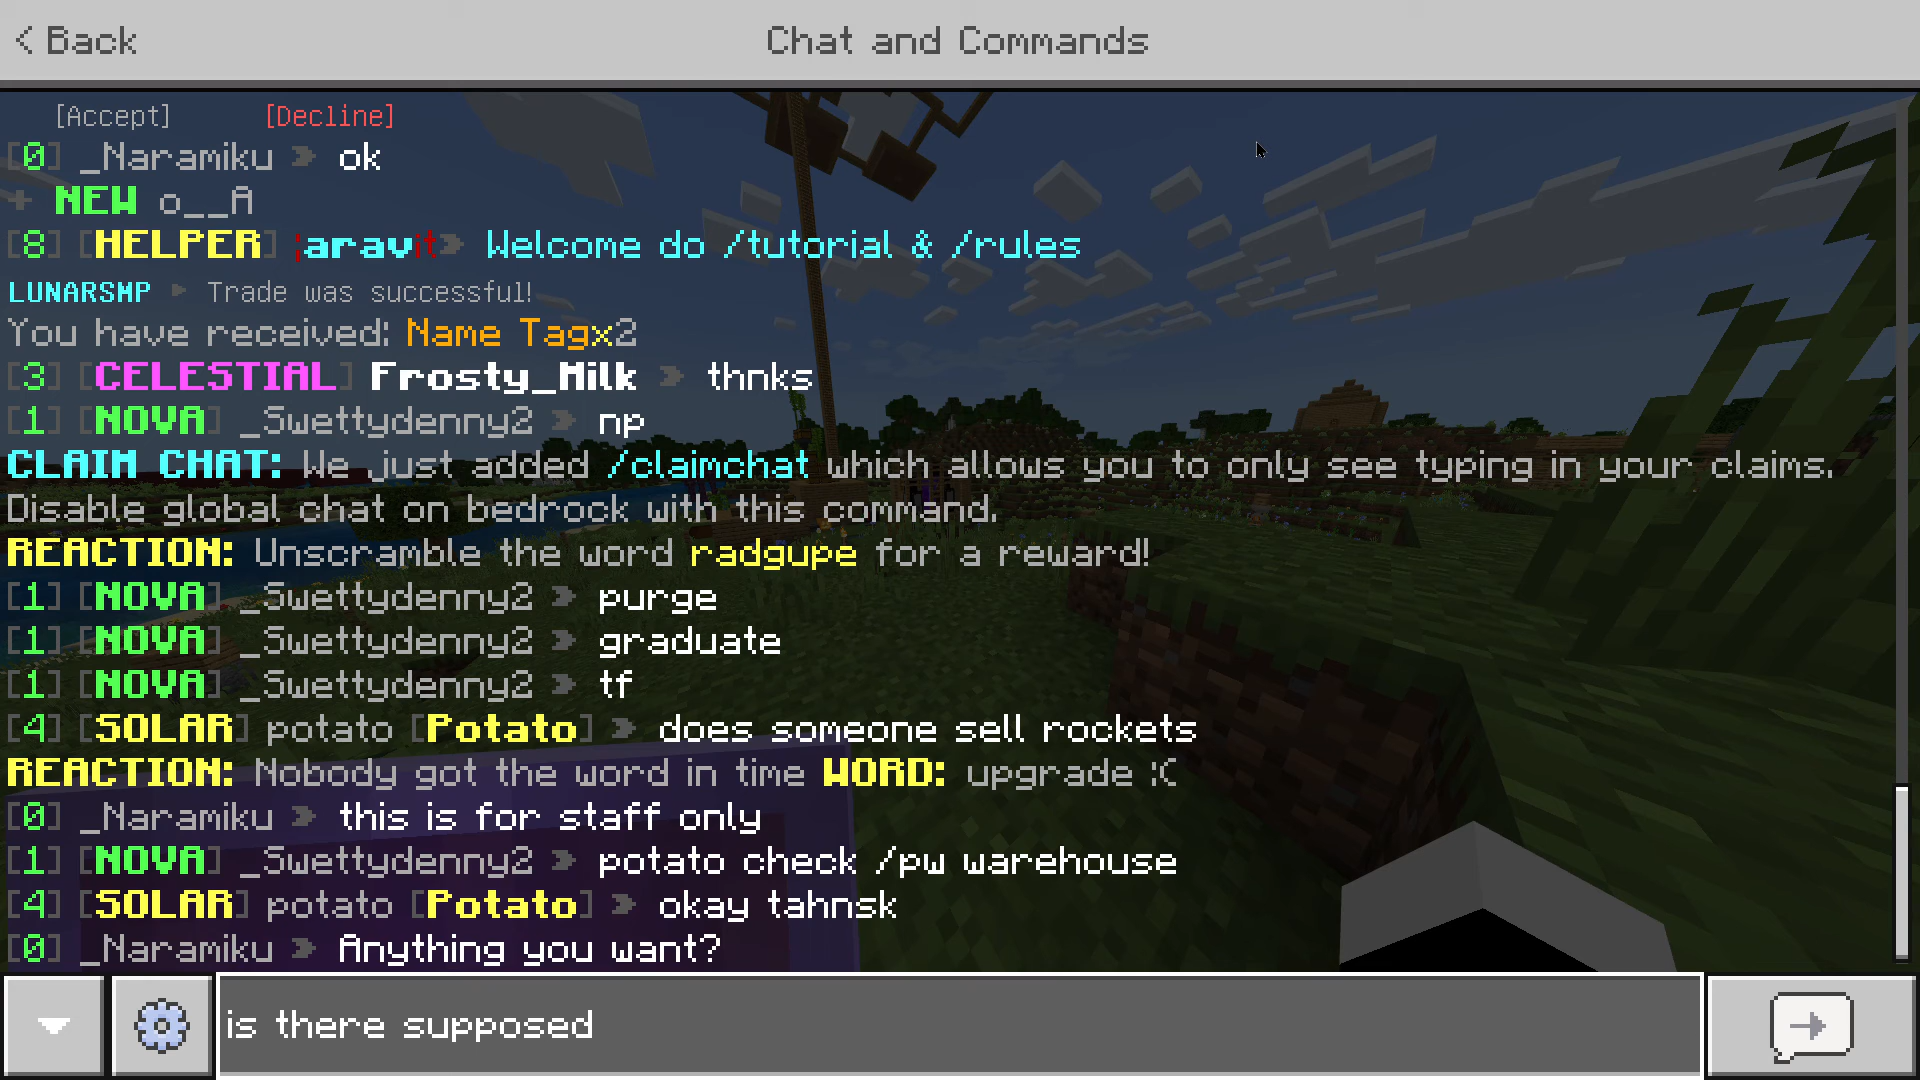 Back
Chat and Commands
[Accept] [Decline]
[0] _Naramiku ok
+ NEW o__A
[8] [HELPER] ;aravit Welcome do /tutorial & /rules
LUNARSMP Trade was successful!
You have received: Name Tagx2
[3] [CELESTIAL] Frosty_Milk thnks
[1] [NOVA] _Swettydenny2 np
CLAIM CHAT: We just added /claimchat which allows you to only see typing in your claims.
Disable global chat on bedrock with this command.
REACTION: Unscramble the word radgupe for a reward!
[1] [NOVA] _Swettydenny2 purge
[1] [NOVA] _Swettydenny2 graduate
[1] [NOVA] _Swettydenny2 tf
[4] [SOLAR] potato [Potato] does someone sell rockets
REACTION: Nobody got the word in time WORD: upgrade :(
[0] _Naramiku this is for staff only
[1] [NOVA] _Swettydenny2 potato check /pw warehouse
[4] [SOLAR] potato [Potato] okay tahnsk
[0] _Naramiku Anything you want?
is there supposed